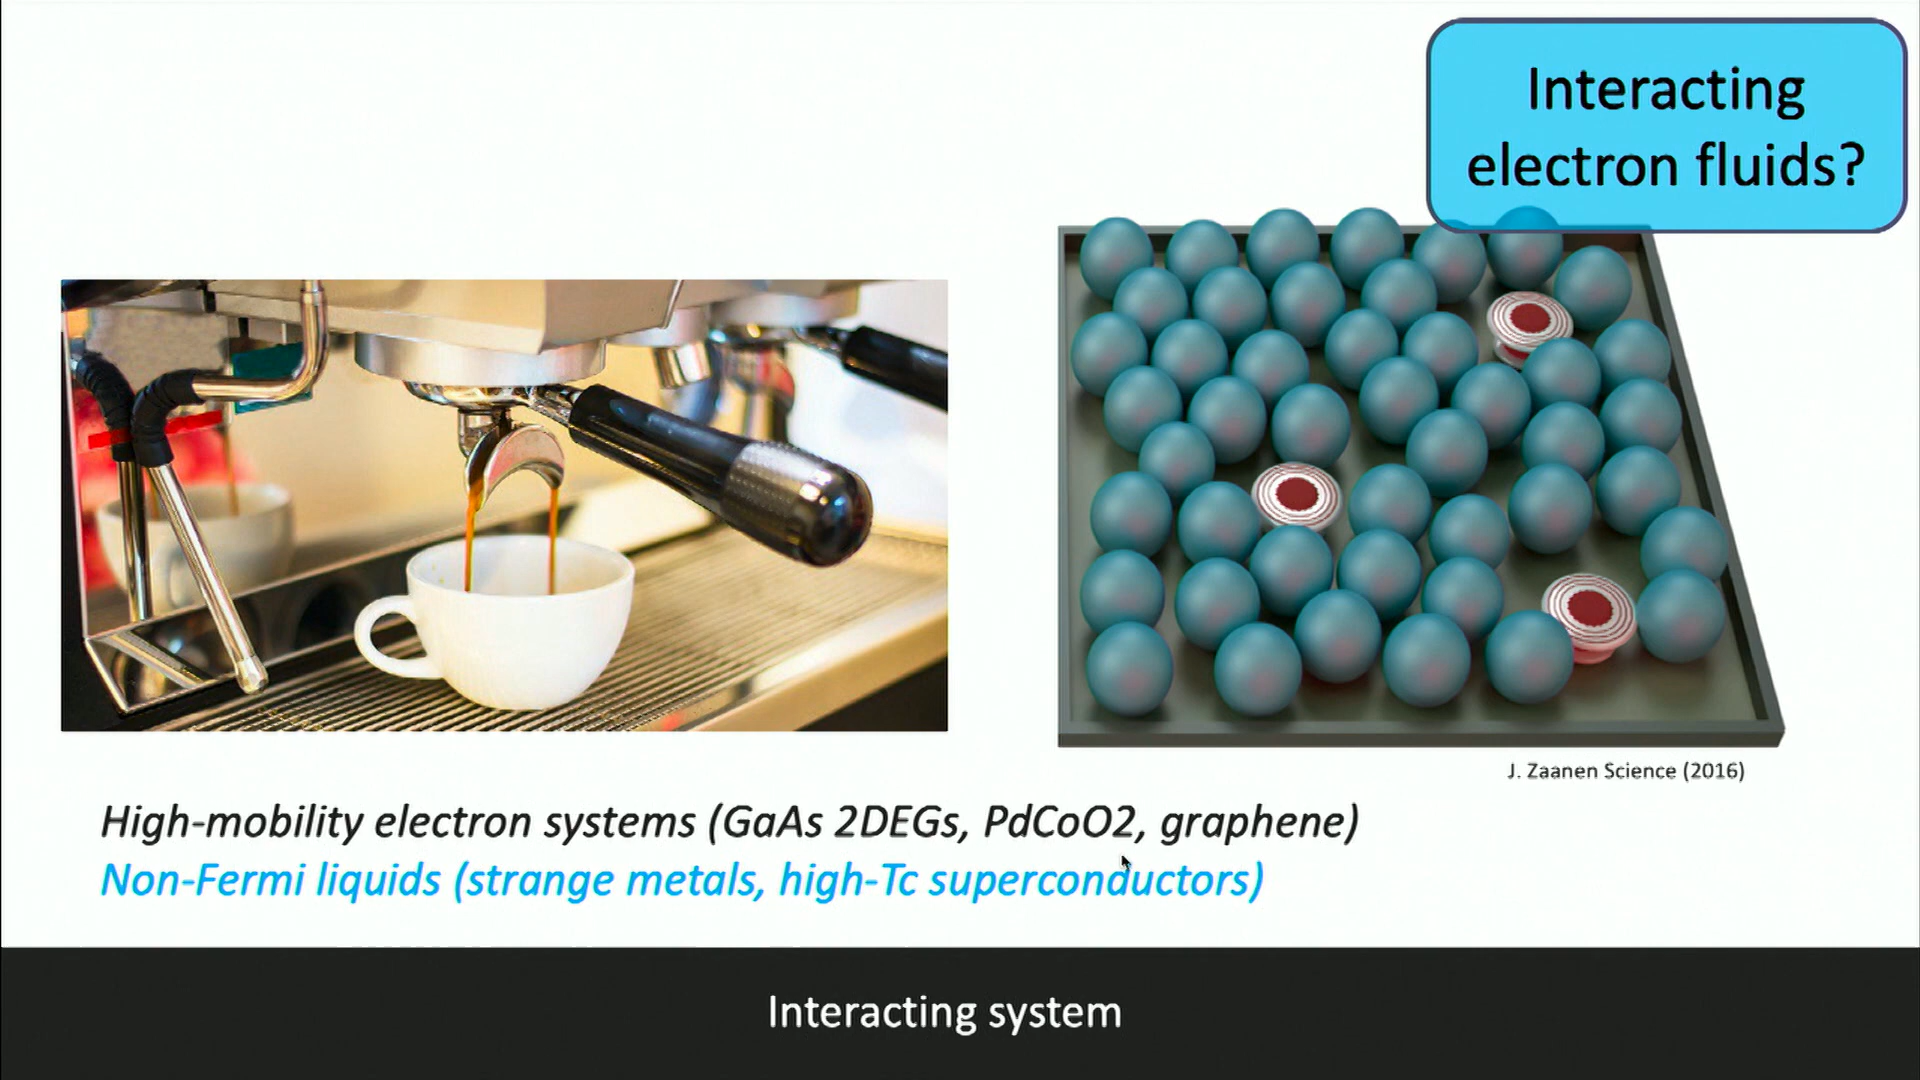 Interacting
electron fluids?
J. Zaanen Science (2016)
High-mobility electron systems (GaAs 2DEGs, PdCoO2, graphene)
Non-Fermi liquids (strange metals, high-Tc superconductors)
Interacting system